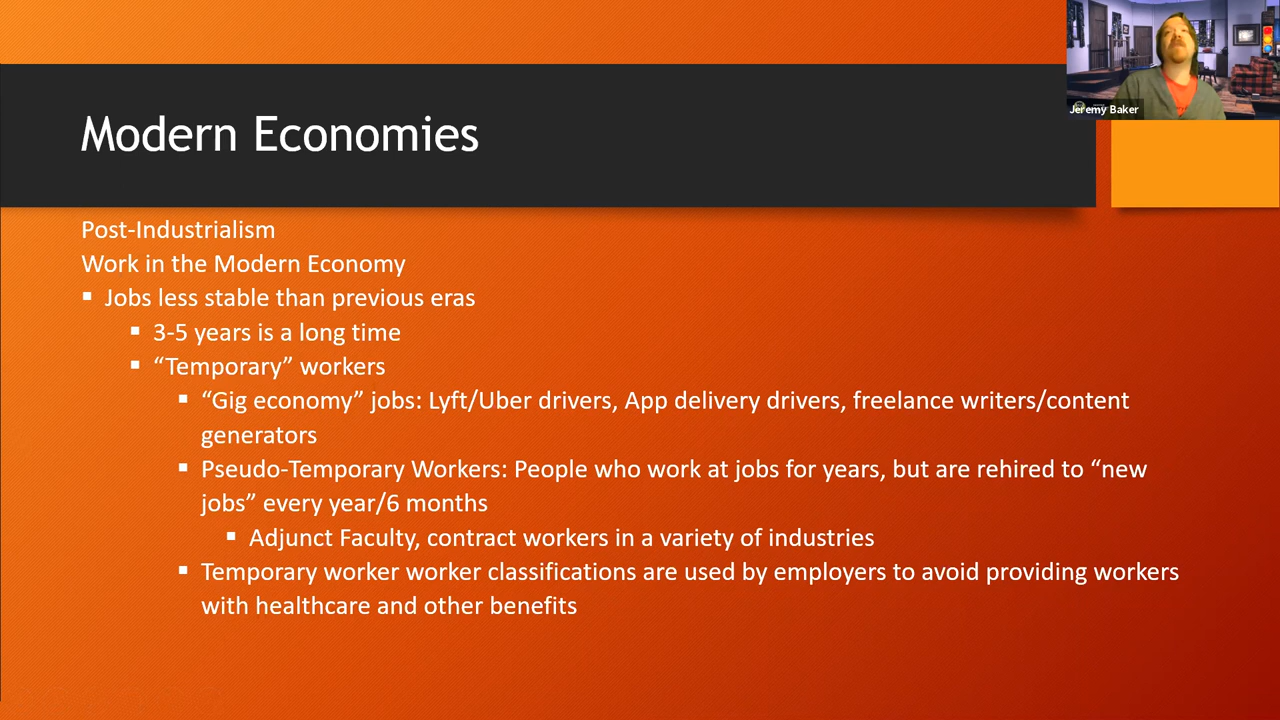 Jeremy Baker
Modern Economies
Post-Industrialism
Work in the Modern Economy
▪ Jobs less stable than previous eras
▪ 3-5 years is a long time
▪ “Temporary” workers
▪ “Gig economy” jobs: Lyft/Uber drivers, App delivery drivers, freelance writers/content
generators
▪ Pseudo-Temporary Workers: People who work at jobs for years, but are rehired to “new
jobs” every year/6 months
▪ Adjunct Faculty, contract workers in a variety of industries
▪ Temporary worker worker classifications are used by employers to avoid providing workers
with healthcare and other benefits